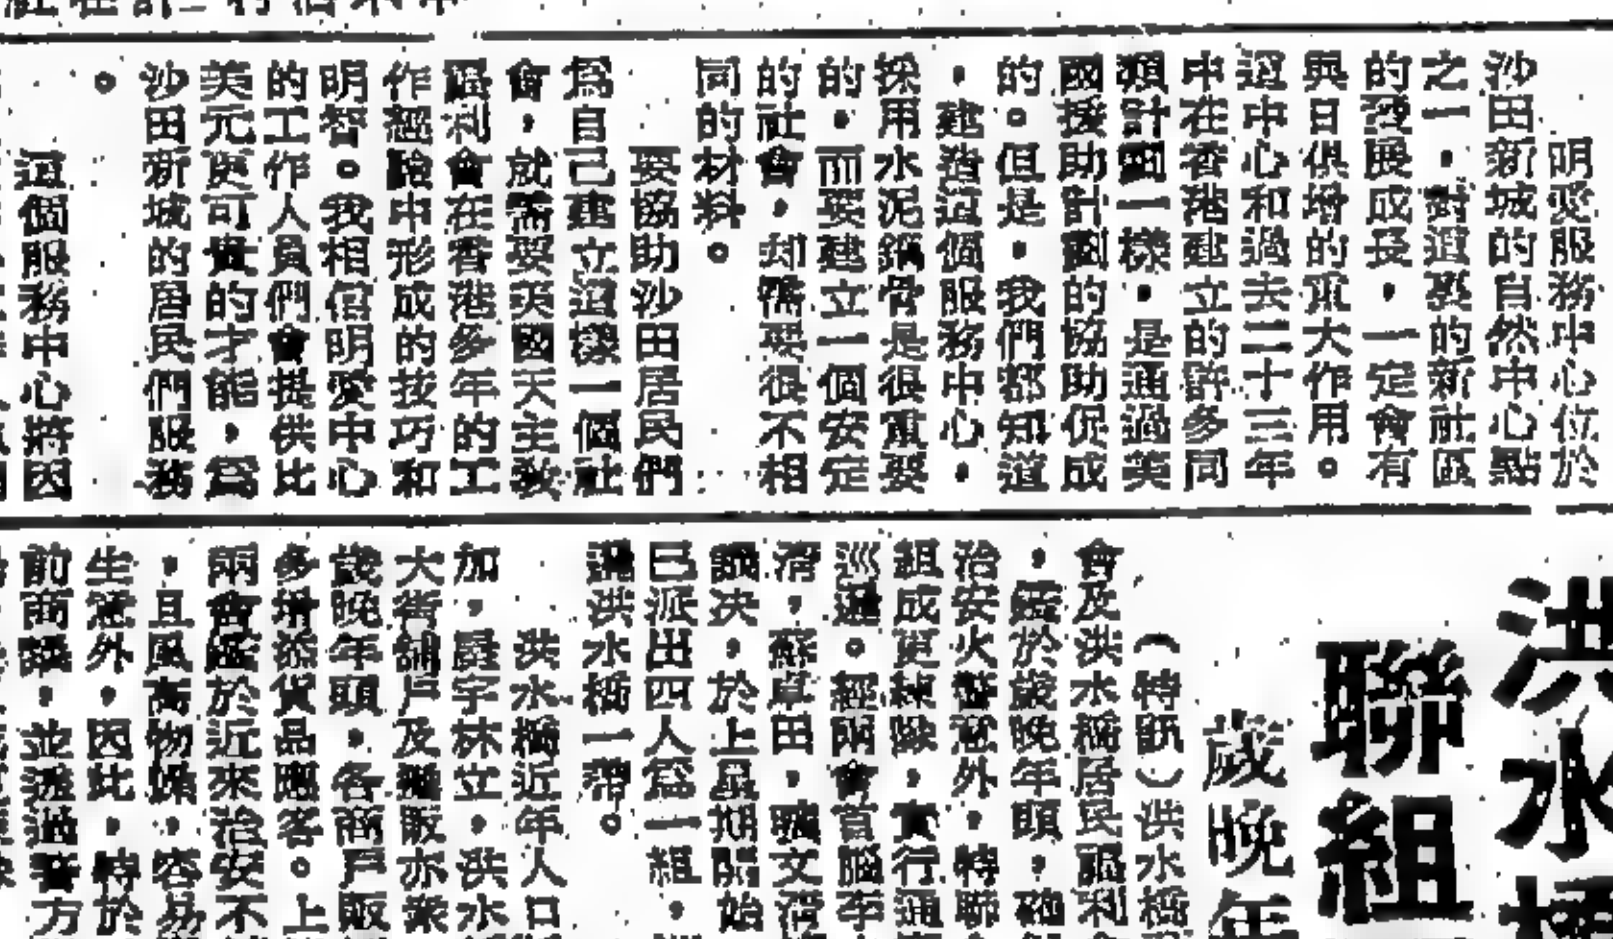 明愛服務中心位於
沙田新城的自然中心點
之一，對這裏的新社區
的發展成長，一定會有
與日俱增的重大作用。
這中心和過去二十三年
中在香港建立的許多同
類計劃一樣，是通過美
國援助計劃的協助促成
的。但是，我們都知道
，建造這個服務中心，
採用水泥鋼骨是很重要
的，而要建立一個安定
的社會，却需要很不相
同的材料。
要協助沙田居民們
爲自己建立這樣一個社
會，就需要美國天主教
福利會在香港多年的工
作經驗中形成的技巧和
明智。我相信明愛中心
的工作人員們會提供比
美元更可貴的才能，爲
沙田新城的居民們服務
。
這個服務中心將因
洪水橋
聯組
歲晚年
（特訊）洪水橋
會及洪水橋居民福利
，於歲晚年頭，
治安火警意外，特聯
組成更練隊，實行通
巡邏。經兩會首腦李
清，蘇卓田，文清
議決，於上星期開始
已派出四人爲一組，
邏洪水橋一帶。
洪水橋近年人口
加，屋宇林立，洪水
大街舖戶及攤販亦衆
歲晚年頭，各商戶販
多增添貨品應客。上
兩會鑑於近來治安不
，且風高物燥，容易
生意外，因此，特於
前商議，並透過警方